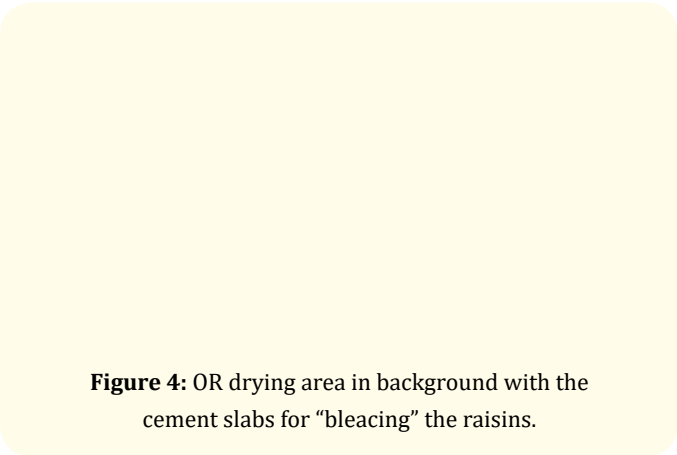 Figure 4: OR drying area in background with the
cement slabs for “bleacing” the raisins.